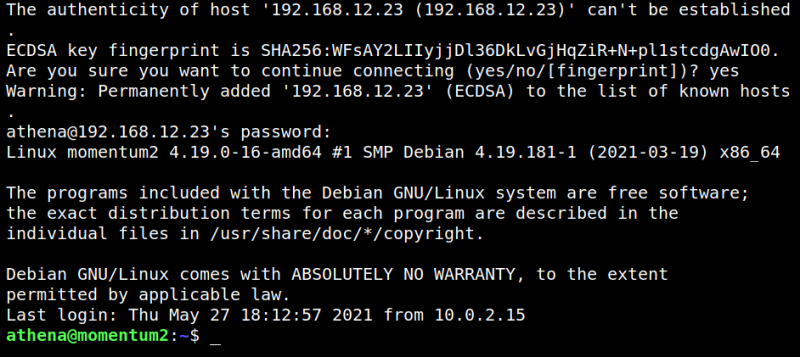 The authenticity of host '192.168.12.23 (192.168.12.23)' can't be established
.
ECDSA key fingerprint is SHA256:WFsAY2LIIyjjDl36DkLvGjHqZiR+N+pl1stcdgAwIO0.
Are you sure you want to continue connecting (yes/no/[fingerprint])? yes
Warning: Permanently added '192.168.12.23' (ECDSA) to the list of known hosts
.
athena@192.168.12.23's password:
Linux momentum2 4.19.0-16-amd64 #1 SMP Debian 4.19.181-1 (2021-03-19) x86_64

The programs included with the Debian GNU/Linux system are free software;
the exact distribution terms for each program are described in the
individual files in /usr/share/doc/*/copyright.

Debian GNU/Linux comes with ABSOLUTELY NO WARRANTY, to the extent
permitted by applicable law.
Last login: Thu May 27 18:12:57 2021 from 10.0.2.15
athena@momentum2:~$ _